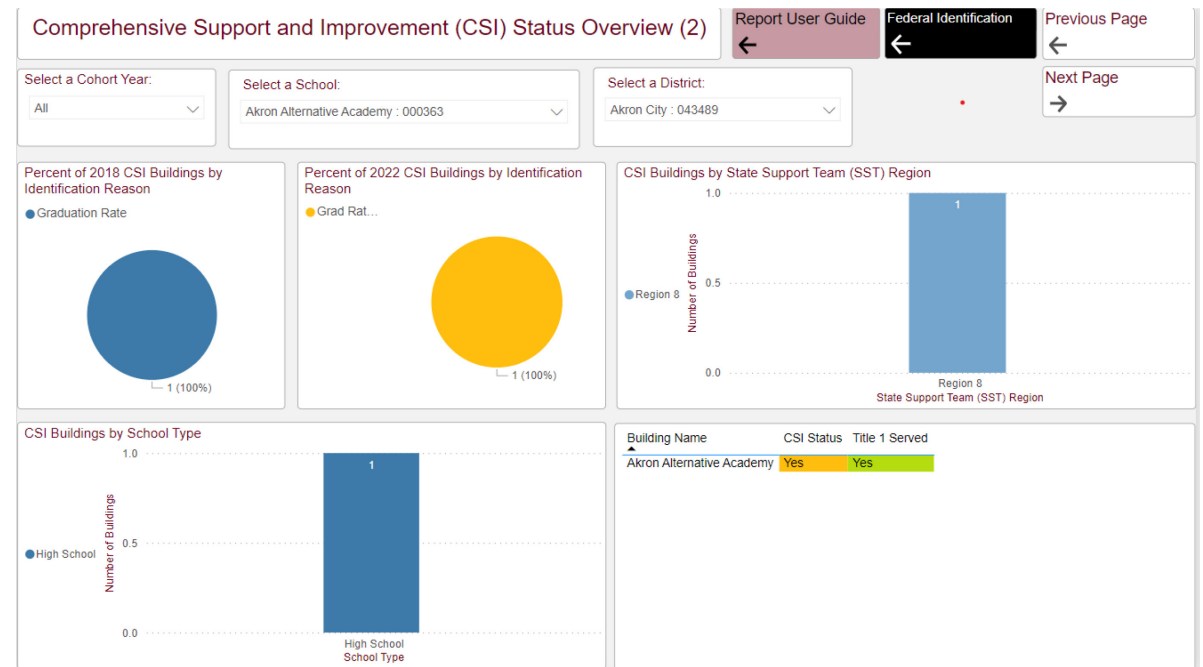 Comprehensive Support and Improvement (CSI) Status Overview (2)
Report User Guide
Federal Identification
Previous Page
Next Page
Select a Cohort Year:
All
Select a School:
Akron Alternative Academy : 000363
Select a District:
Akron City : 043489
Percent of 2018 CSI Buildings by
Identification Reason
Graduation Rate
1 (100%)
Percent of 2022 CSI Buildings by Identification
Reason
Grad Rat...
1 (100%)
CSI Buildings by State Support Team (SST) Region
Region 8
Number of Buildings
1.0
0.5
0.0
1
Region 8
State Support Team (SST) Region
CSI Buildings by School Type
High School
Number of Buildings
1.0
0.5
0.0
1
High School
School Type
Building Name CSI Status Title 1 Served
Akron Alternative Academy Yes Yes